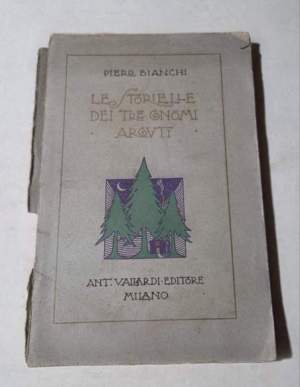 PIERO BIANCHI
LE STORIELLE
DEI TRE GNOMI
ARGUTI
ANT. VALLARDI·EDITORE
MILANO